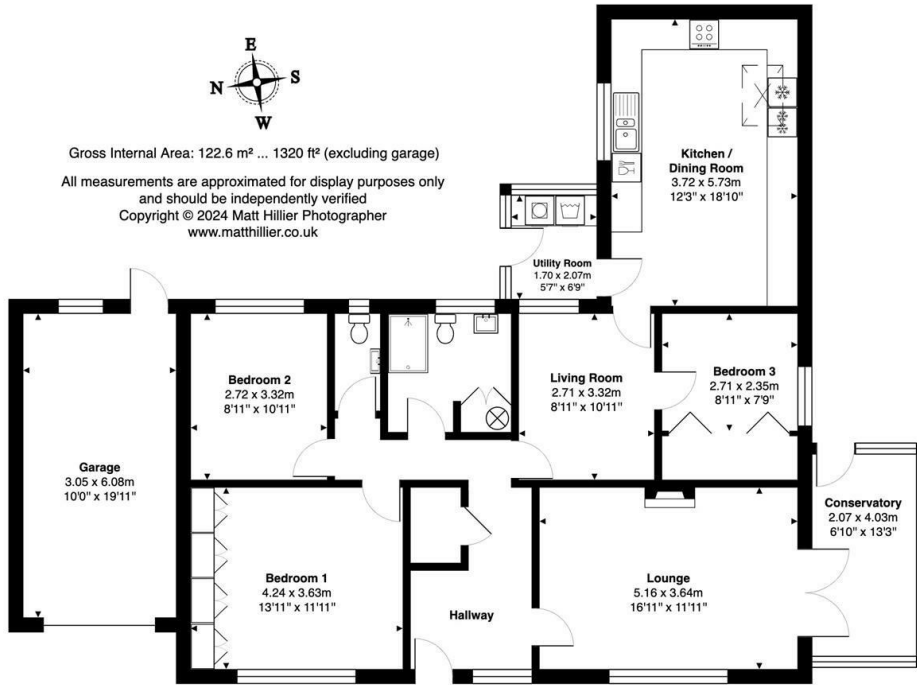 E
N
S
W
Gross Internal Area: 122.6 m² ... 1320 ft² (excluding garage)
All measurements are approximated for display purposes only
and should be independently verified
Copyright © 2024 Matt Hillier Photographer
www.matthillier.co.uk
Kitchen /
Dining Room
3.72 x 5.73m
12'3" x 18'10"
Utility Room
1.70 x 2.07m
5'7" x 6'9"
Bedroom 2
2.72 x 3.32m
8'11" x 10'11"
Living Room
2.71 x 3.32m
8'11" x 10'11"
Bedroom 3
2.71 x 2.35m
8'11" x 7'9"
Garage
3.05 x 6.08m
10'0" x 19'11"
Conservatory
2.07 x 4.03m
6'10" x 13'3"
Bedroom 1
4.24 x 3.63m
13'11" x 11'11"
Hallway
Lounge
5.16 x 3.64m
16'11" x 11'11"